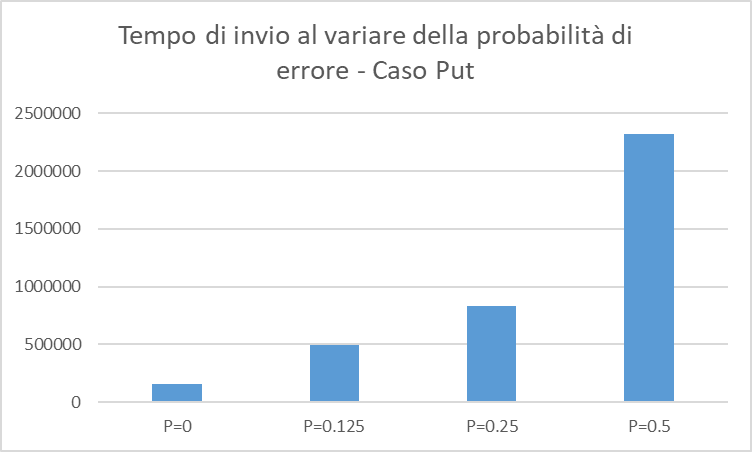 Tempo di invio al variare della probabilità di
errore - Caso Put
2500000
2000000
1500000
1000000
500000
0
P=0 P=0.125 P=0.25 P=0.5